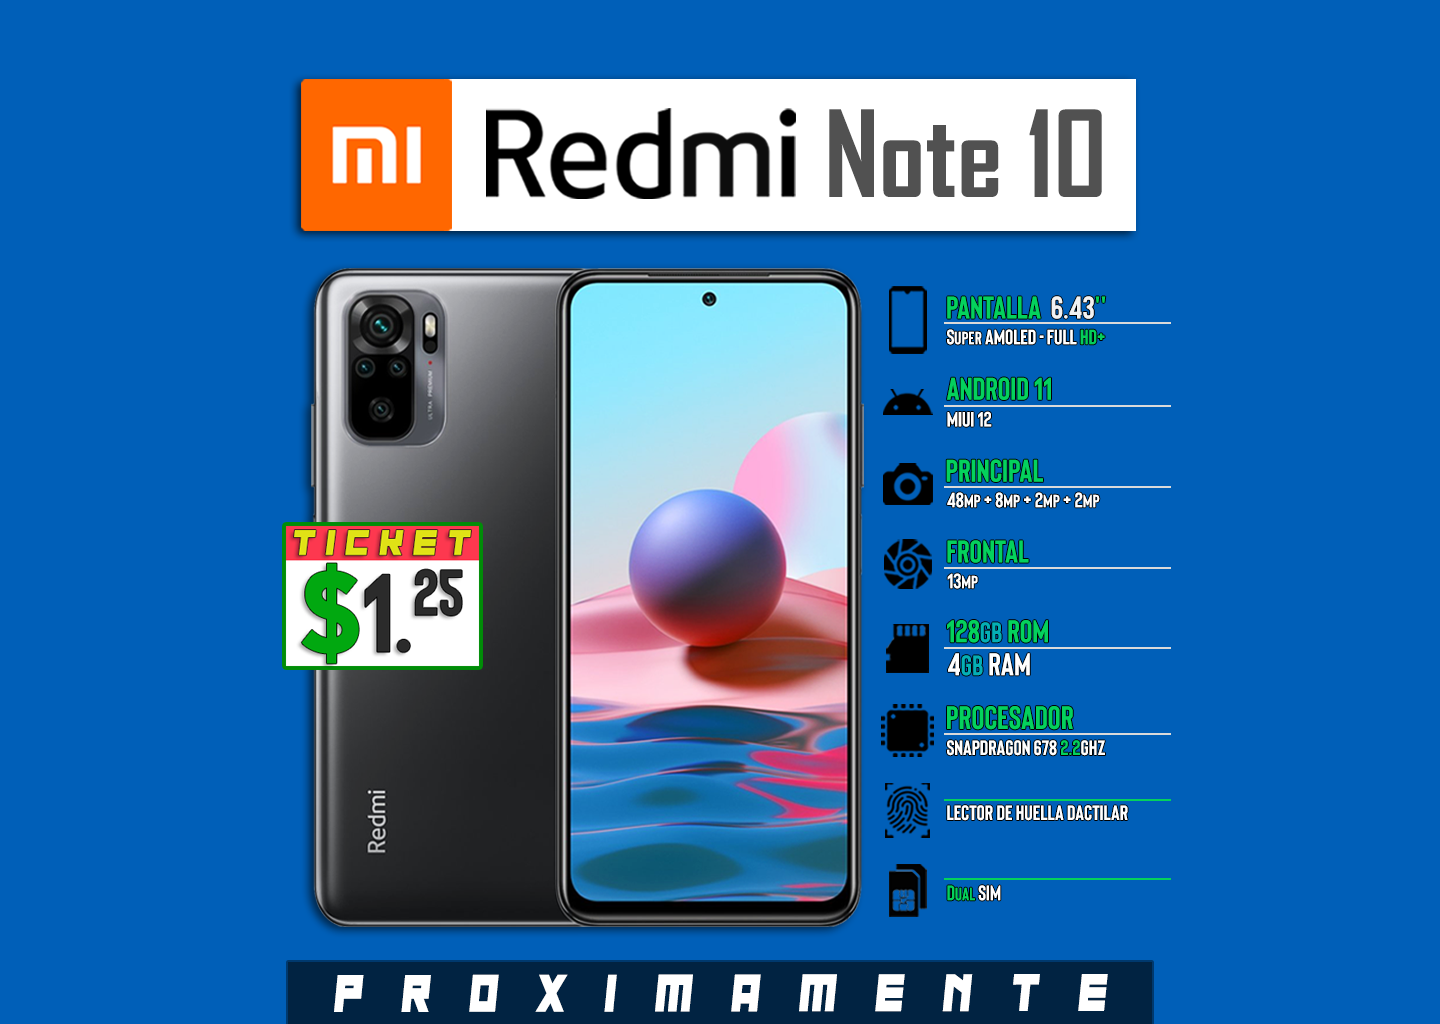 mi Redmi Note 10
ULTRA PREMIUM
Redmi
TICKET
$1.25
PANTALLA 6.43''
SUPER AMOLED - FULL HD+
ANDROID 11
MIUI 12
PRINCIPAL
48MP + 8MP + 2MP + 2MP
FRONTAL
13MP
128GB ROM
4GB RAM
PROCESADOR
SNAPDRAGON 678 2.2GHZ
LECTOR DE HUELLA DACTILAR
DUAL SIM
PROXIMAMENTE